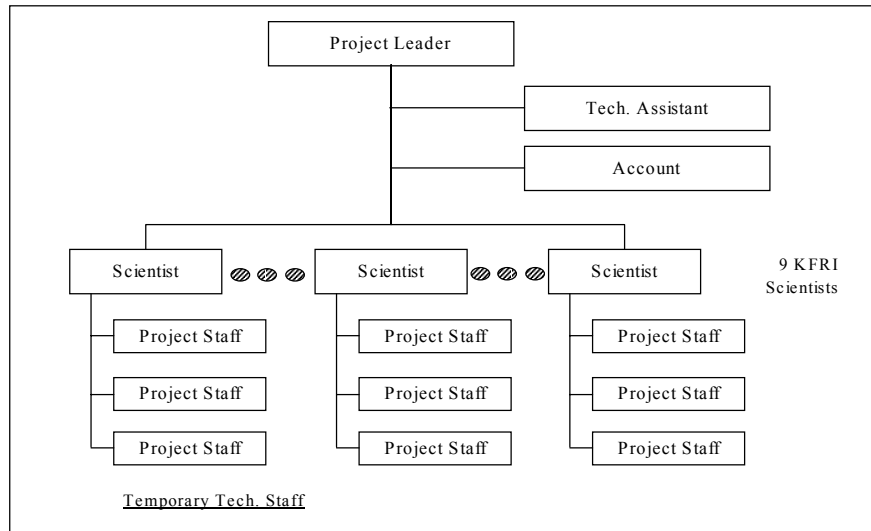 Project Leader
Tech. Assistant
Account
Scientist
Scientist
Scientist
9 KFRI
Scientists
Project Staff
Project Staff
Project Staff
Project Staff
Project Staff
Project Staff
Project Staff
Project Staff
Project Staff
Temporary Tech. Staff